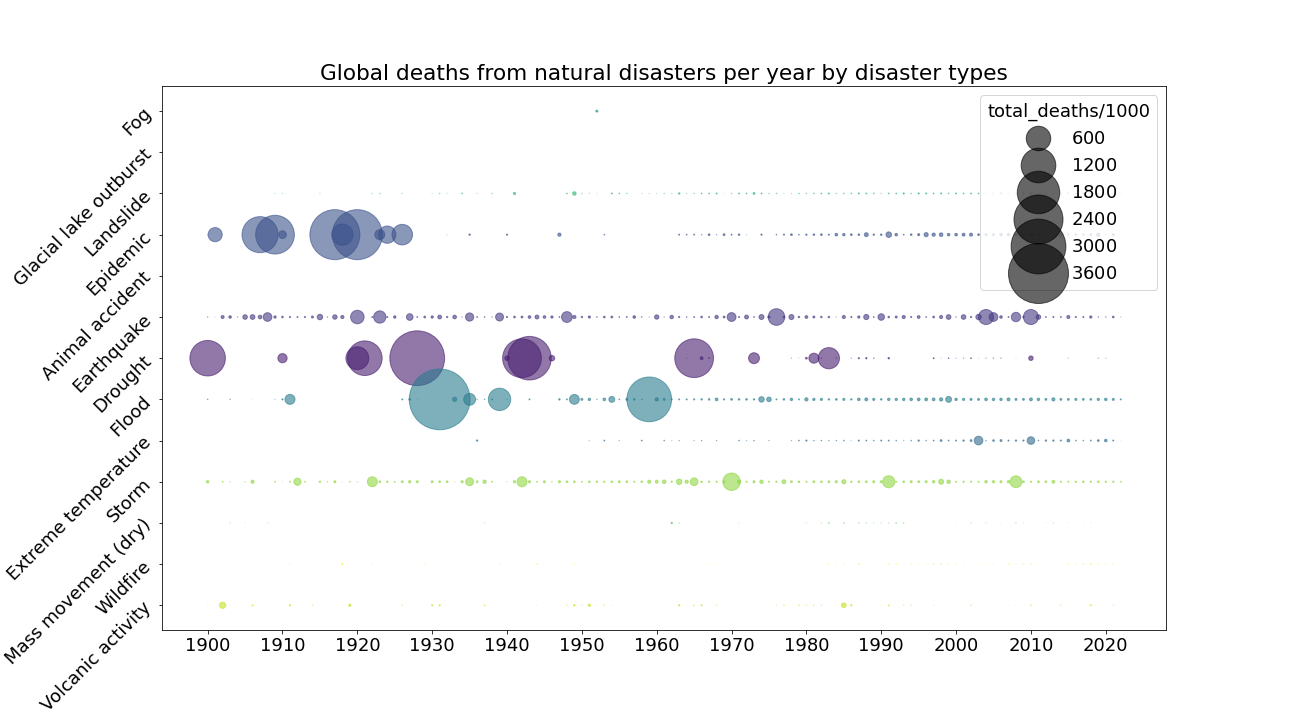 Global deaths from natural disasters per year by disaster types
total_deaths/1000
600
1200
1800
2400
3000
3600
Fog
Glacial lake outburst
Landslide
Epidemic
Animal accident
Earthquake
Drought
Flood
Extreme temperature
Storm
Mass movement (dry)
Wildfire
Volcanic activity
1900 1910 1920 1930 1940 1950 1960 1970 1980 1990 2000 2010 2020